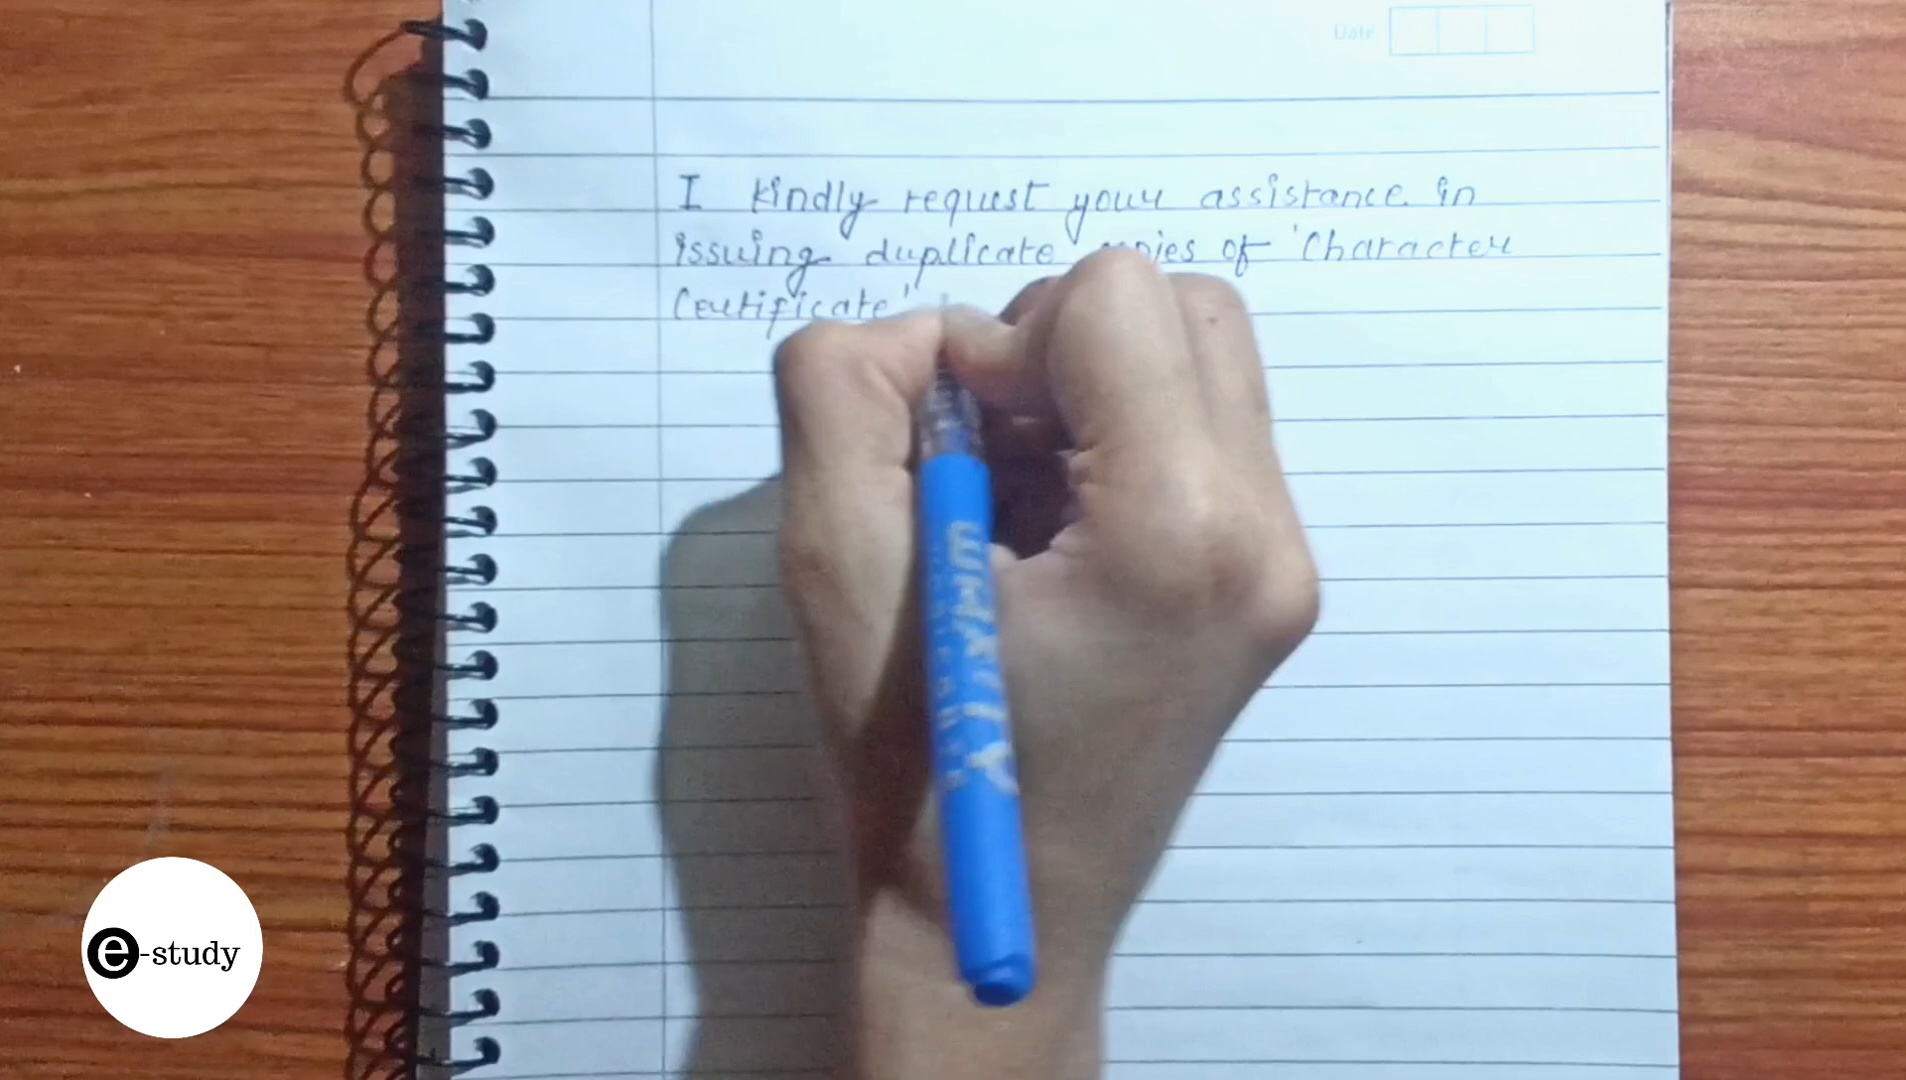 Date
I kindly request your assistance in
issuing duplicate copies of 'Character
Certificate'
e-study